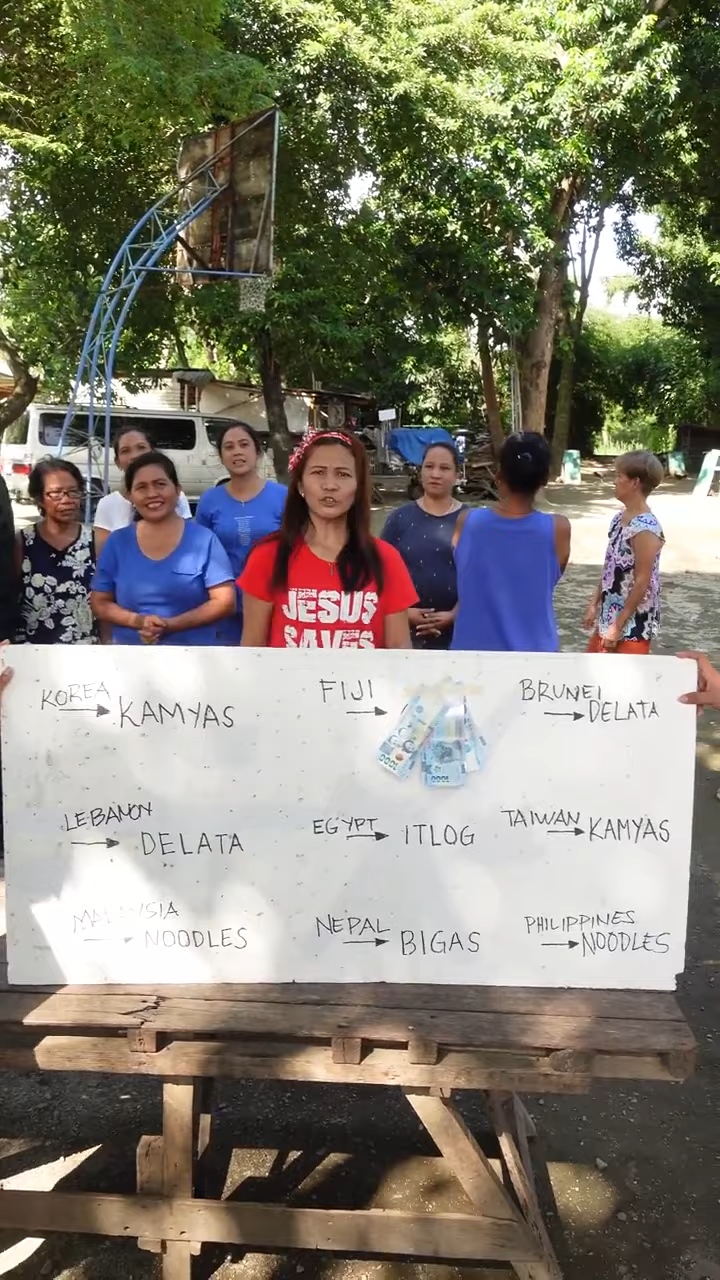 JESUS
SAVES
KOREA
KAMYAS
FIJI
BRUNEI
DELATA
LEBANON
DELATA
EGYPT
ITLOG
TAIWAN
KAMYAS
MALAYSIA
NOODLES
NEPAL
BIGAS
PHILIPPINES
NOODLES
1000